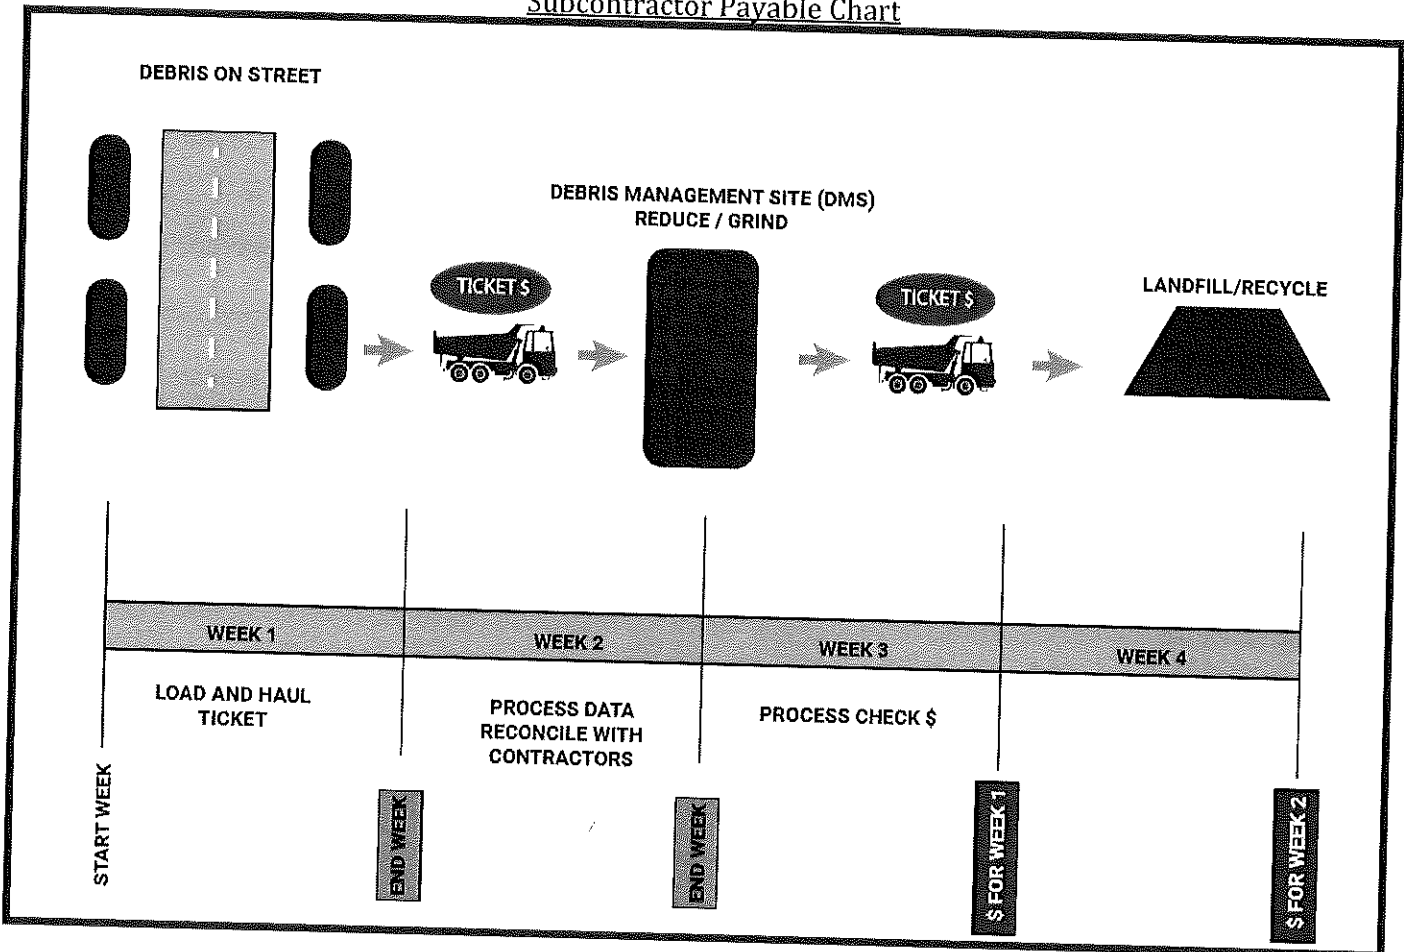 Subcontractor Payable Chart
DEBRIS ON STREET
DEBRIS MANAGEMENT SITE (DMS)
REDUCE / GRIND
TICKET $
TICKET $
LANDFILL/RECYCLE
WEEK 1
WEEK 2
WEEK 3
WEEK 4
LOAD AND HAUL
TICKET
PROCESS DATA
RECONCILE WITH
CONTRACTORS
PROCESS CHECK $
START WEEK
END WEEK
END WEEK
$ FOR WEEK 1
$ FOR WEEK 2